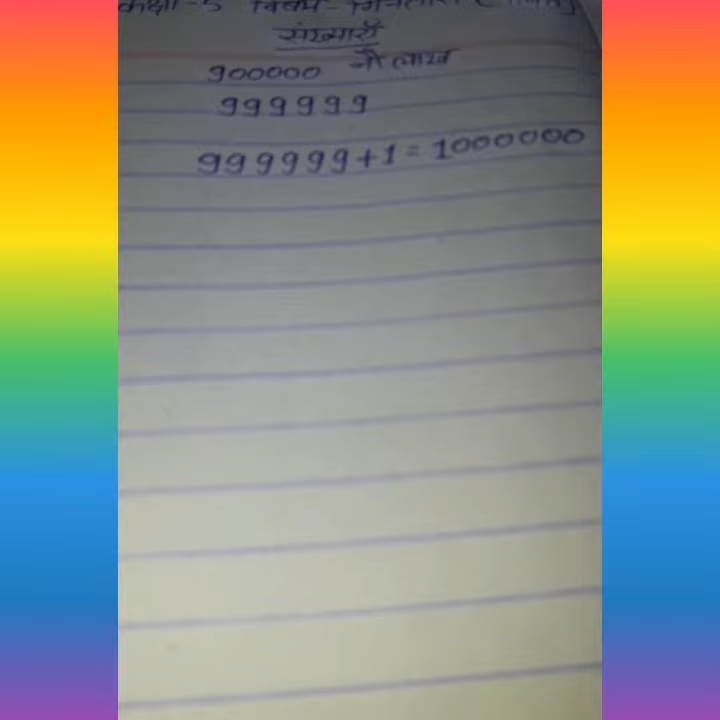 कक्षा-5 विषय-
संख्याएँ
900000 नौ लाख
999999
999999+1=1000000